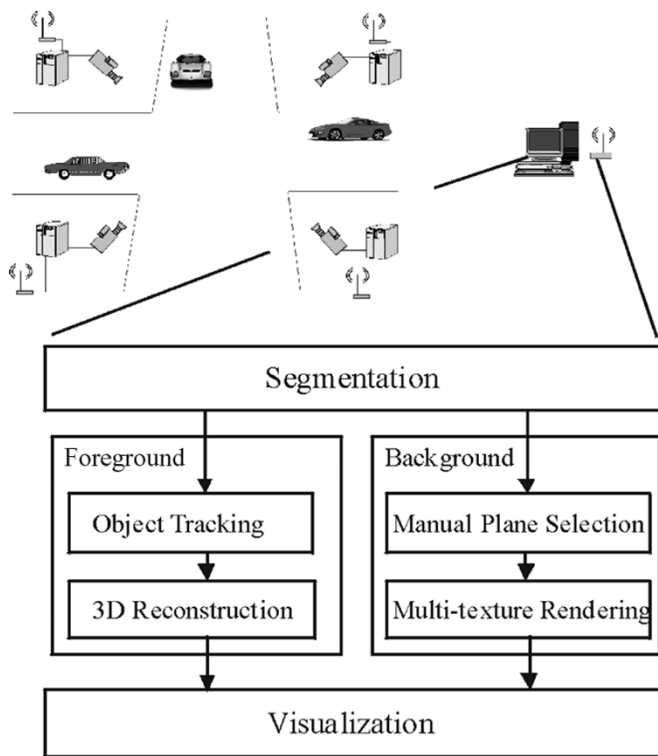 Segmentation
Foreground
Object Tracking
3D Reconstruction
Background
Manual Plane Selection
Multi-texture Rendering
Visualization